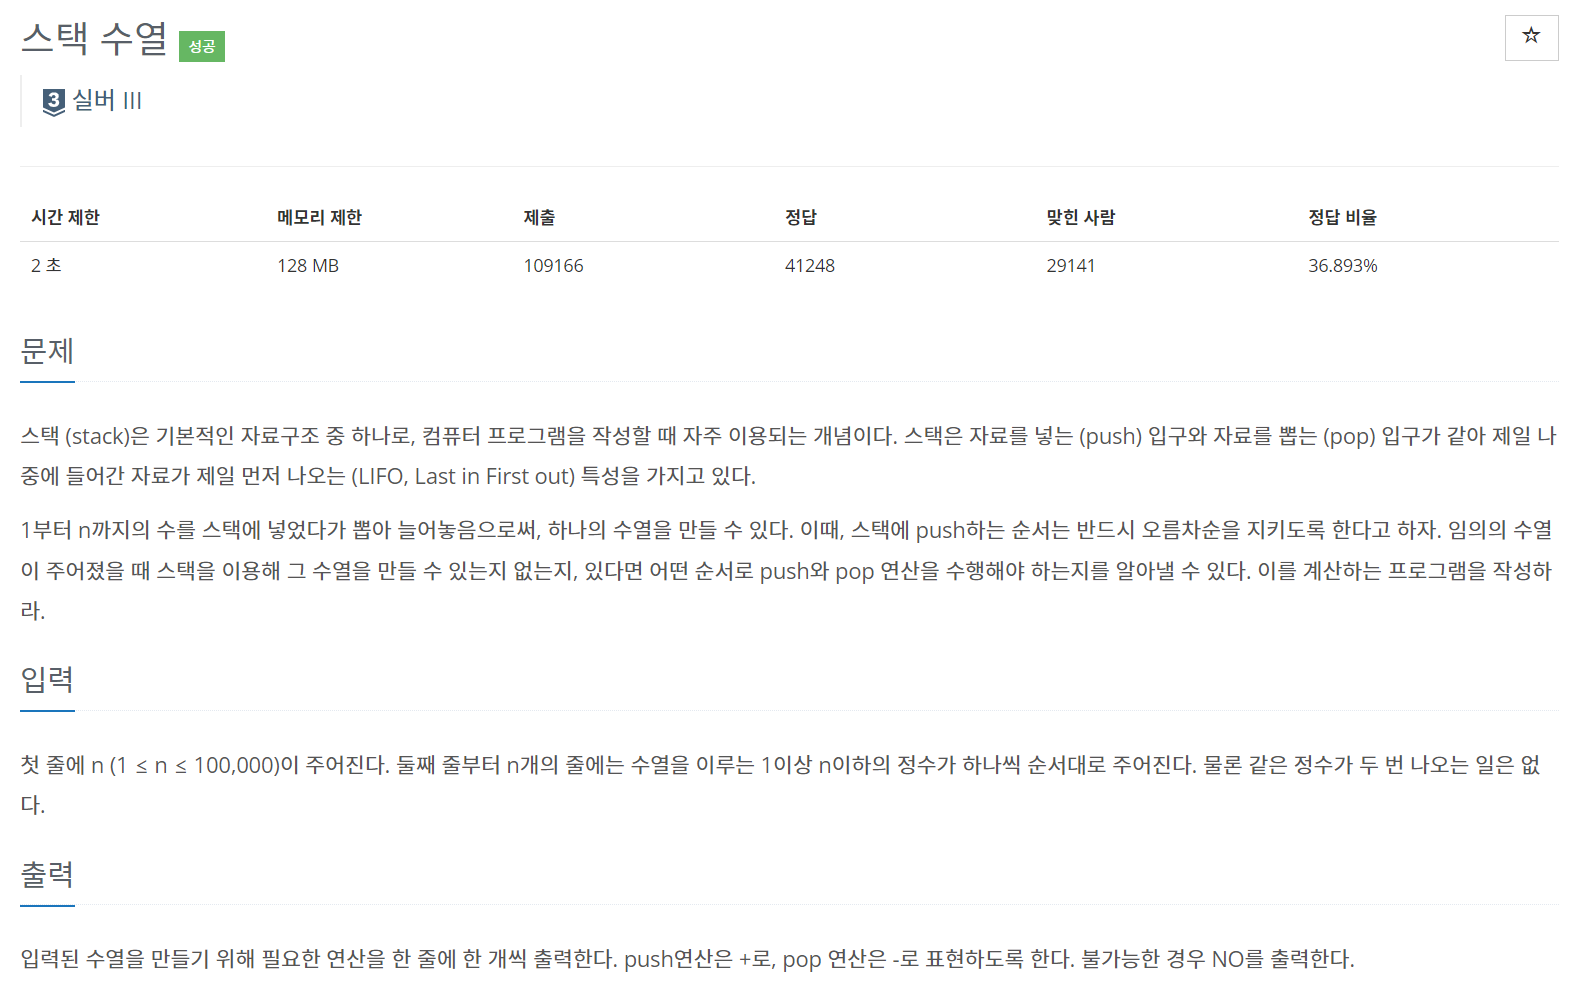 스택 수열 성공
3 실버 III
시간 제한 메모리 제한 제출 정답 맞힌 사람 정답 비율
2 초 128 MB 109166 41248 29141 36.893%
문제
스택 (stack)은 기본적인 자료구조 중 하나로, 컴퓨터 프로그램을 작성할 때 자주 이용되는 개념이다. 스택은 자료를 넣는 (push) 입구와 자료를 뽑는 (pop) 입구가 같아 제일 나
중에 들어간 자료가 제일 먼저 나오는 (LIFO, Last in First out) 특성을 가지고 있다.
1부터 n까지의 수를 스택에 넣었다가 뽑아 늘어놓음으로써, 하나의 수열을 만들 수 있다. 이때, 스택에 push하는 순서는 반드시 오름차순을 지키도록 한다고 하자. 임의의 수열
이 주어졌을 때 스택을 이용해 그 수열을 만들 수 있는지 없는지, 있다면 어떤 순서로 push와 pop 연산을 수행해야 하는지를 알아낼 수 있다. 이를 계산하는 프로그램을 작성하
라.
입력
첫 줄에 n (1 ≤ n ≤ 100,000)이 주어진다. 둘째 줄부터 n개의 줄에는 수열을 이루는 1이상 n이하의 정수가 하나씩 순서대로 주어진다. 물론 같은 정수가 두 번 나오는 일은 없
다.
출력
입력된 수열을 만들기 위해 필요한 연산을 한 줄에 한 개씩 출력한다. push연산은 +로, pop 연산은 -로 표현하도록 한다. 불가능한 경우 NO를 출력한다.